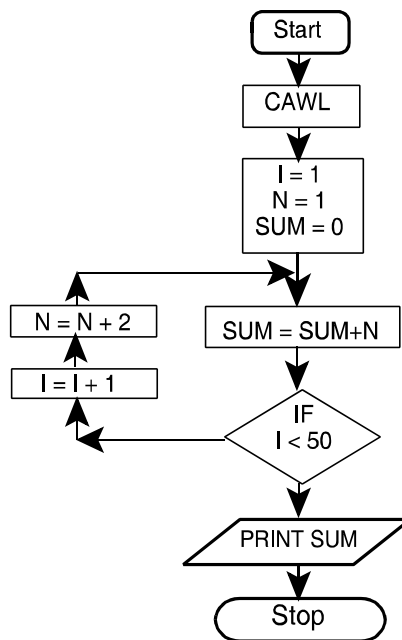 Start
CAWL
I = 1
N = 1
SUM = 0
SUM = SUM+N
IF
I < 50
I = I + 1
N = N + 2
PRINT SUM
Stop